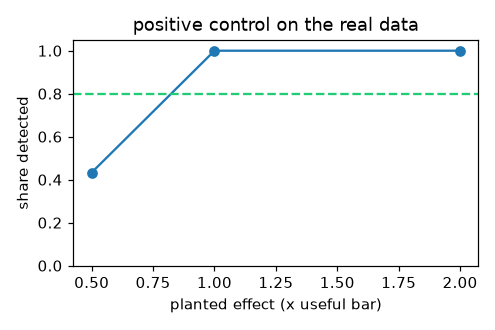 positive control on the real data
share detected
1.0
0.8
0.6
0.4
0.2
0.0
0.50 0.75 1.00 1.25 1.50 1.75 2.00
planted effect (x useful bar)